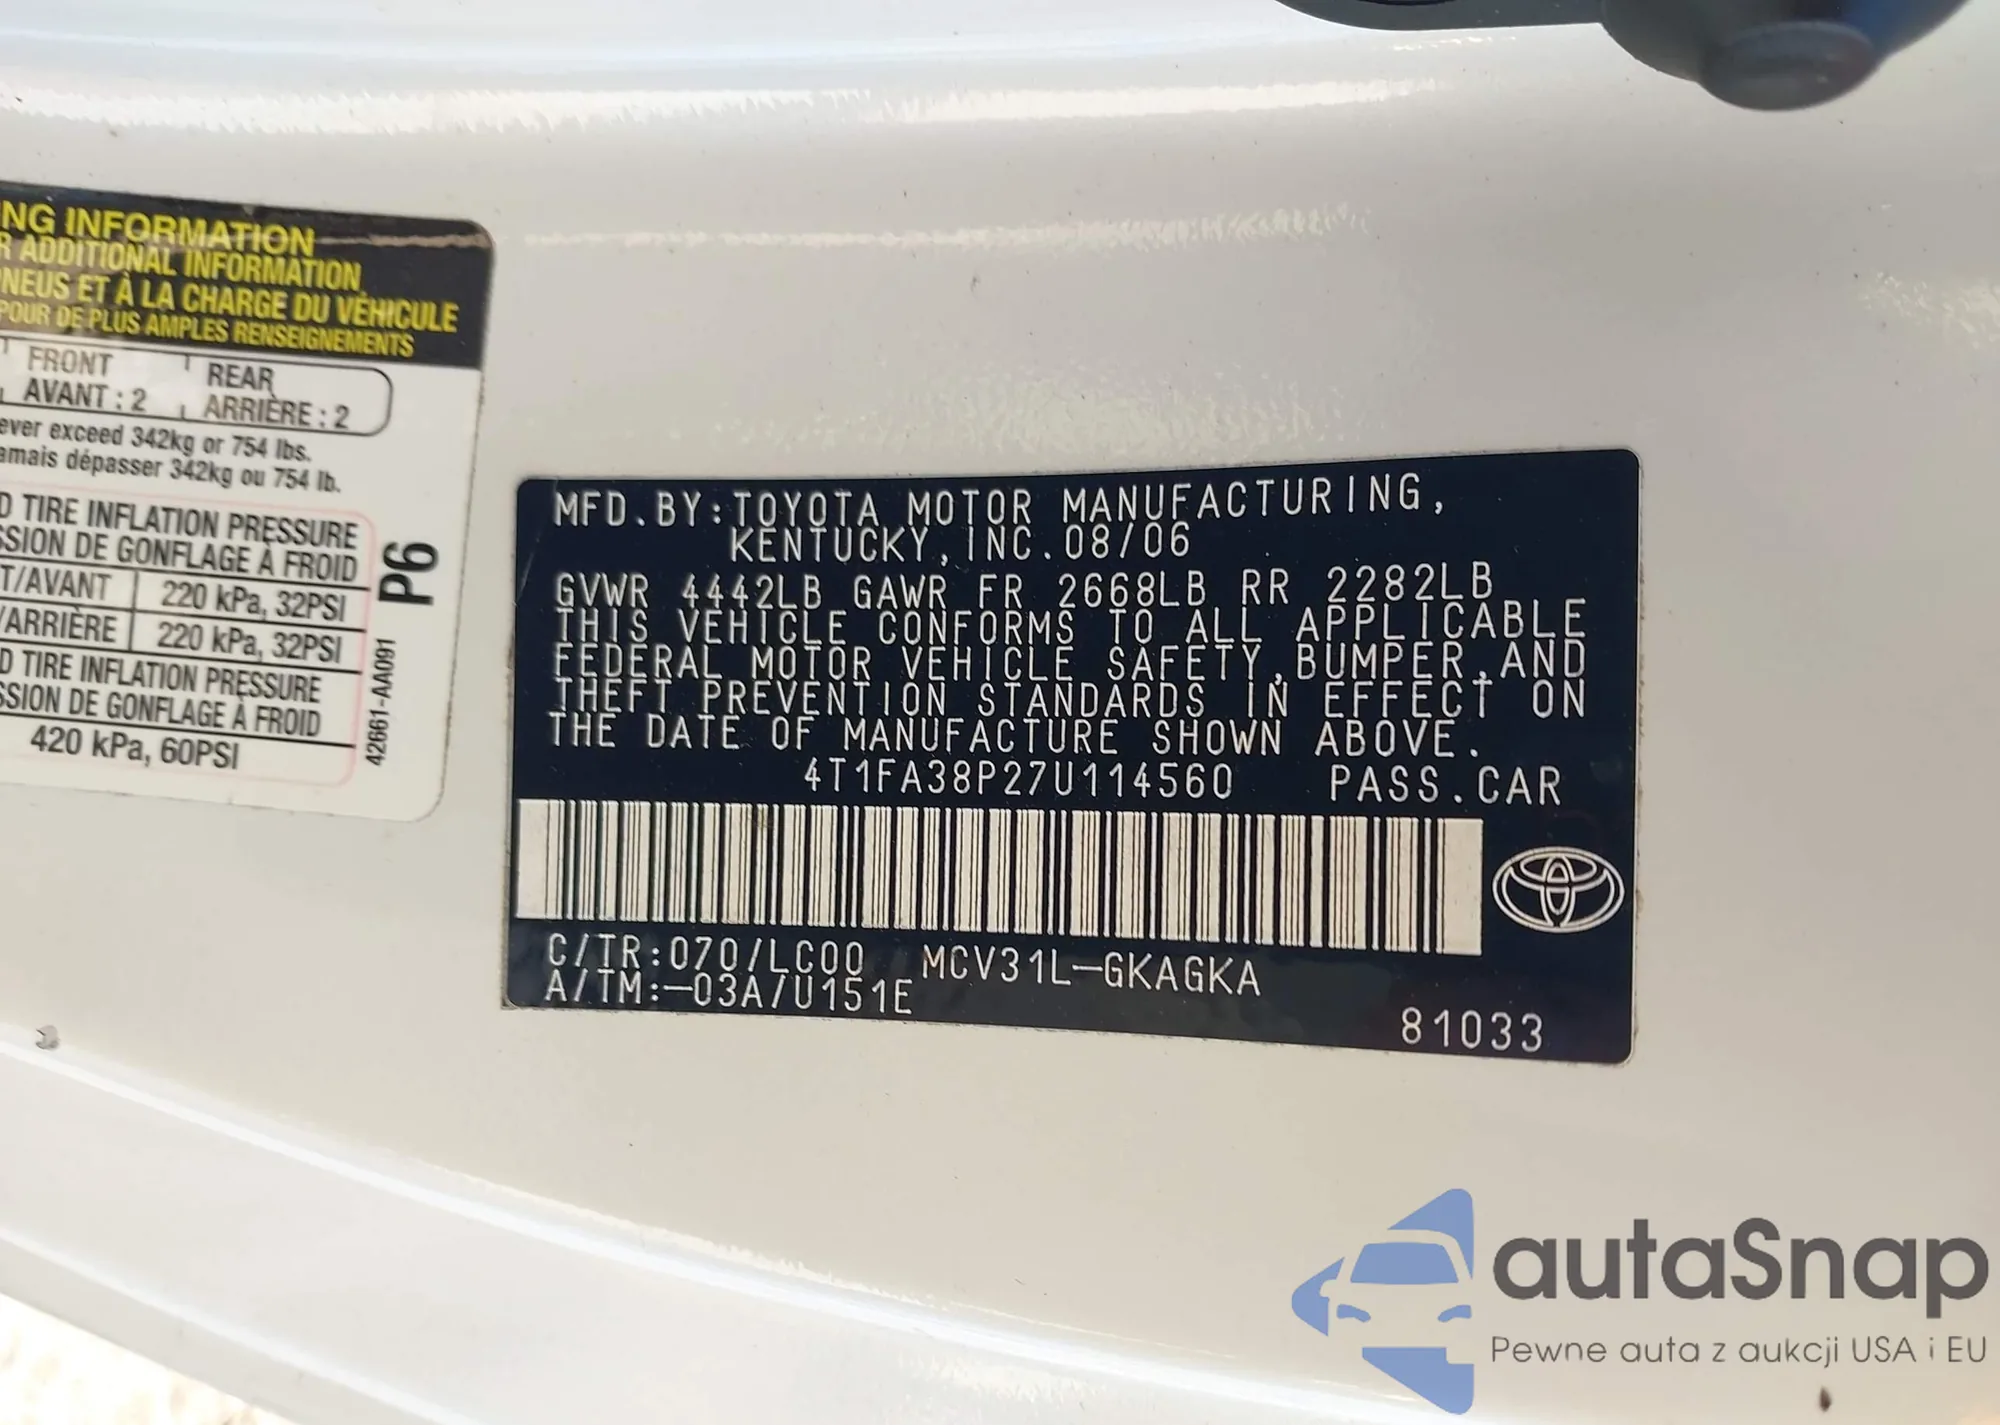 NG INFORMATION
R ADDITIONAL INFORMATION
NEUS ET À LA CHARGE DU VÉHICULE
POUR DE PLUS AMPLES RENSEIGNEMENTS
FRONT
AVANT : 2
REAR
ARRIÈRE : 2
ever exceed 342kg or 754 lbs.
amais dépasser 342kg ou 754 lb.
D TIRE INFLATION PRESSURE
SSION DE GONFLAGE À FROID
T/AVANT 220 kPa, 32PSI
/ARRIÈRE 220 kPa, 32PSI
D TIRE INFLATION PRESSURE
SSION DE GONFLAGE À FROID
420 kPa, 60PSI
P6
42661-AA091
MFD.BY:TOYOTA MOTOR MANUFACTURING,
KENTUCKY,INC.08/06
GVWR 4442LB GAWR FR 2668LB RR 2282LB
THIS VEHICLE CONFORMS TO ALL APPLICABLE
FEDERAL MOTOR VEHICLE SAFETY,BUMPER,AND
THEFT PREVENTION STANDARDS IN EFFECT ON
THE DATE OF MANUFACTURE SHOWN ABOVE.
4T1FA38P27U114560 PASS.CAR
C/TR:070/LC00 MCV31L-GKAGKA
A/TM:-03A/U151E
81033
autaSnap
Pewne auta z aukcji USA i EU